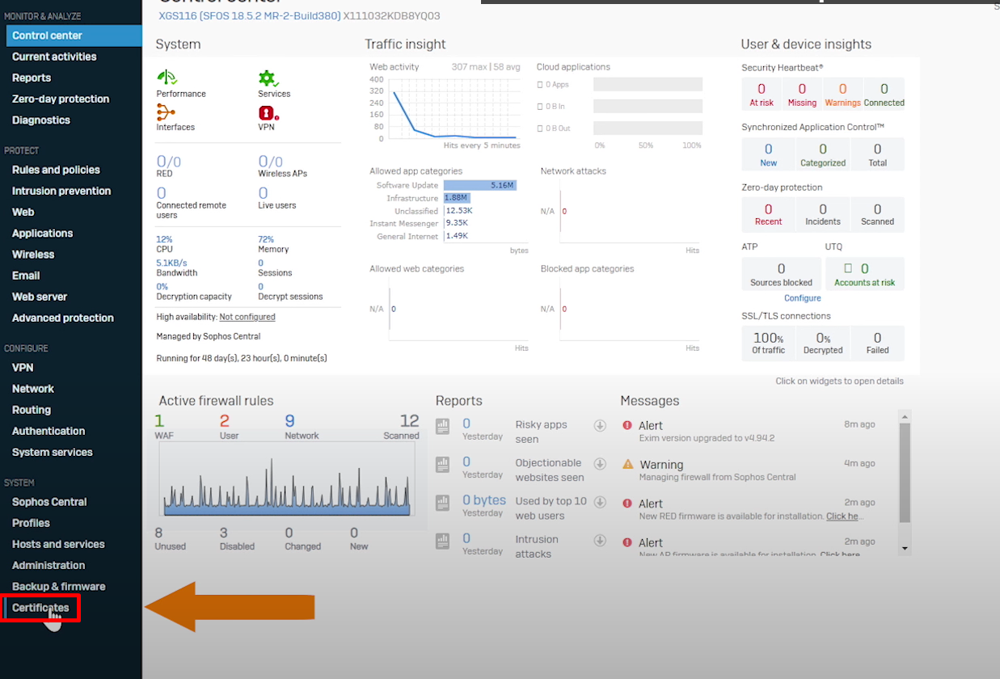 MONITOR & ANALYZE
Control center
Current activities
Reports
Zero-day protection
Diagnostics
PROTECT
Rules and policies
Intrusion prevention
Web
Applications
Wireless
Email
Web server
Advanced protection
CONFIGURE
VPN
Network
Routing
Authentication
System services
SYSTEM
Sophos Central
Profiles
Hosts and services
Administration
Backup & firmware
Certificates
Control center
XGS116 (SFOS 18.5.2 MR-2-Build380) X111032KDB8YQ03
System
Performance
Services
Interfaces
VPN
0/0
RED
0/0
Wireless APs
0
Connected remote
users
0
Live users
12%
CPU
72%
Memory
5.1KB/s
Bandwidth
0
Sessions
0%
Decryption capacity
0
Decrypt sessions
High availability: Not configured
Managed by Sophos Central
Running for 48 day(s), 23 hour(s), 0 minute(s)
Traffic insight
Web activity 307 max | 58 avg
400
320
240
160
80
0
Hits every 5 minutes
Cloud applications
0 Apps
0 B In
0 B Out
0% 50% 100%
Allowed app categories
Software Update 5.16M
Infrastructure 1.88M
Unclassified 12.53K
Instant Messenger 9.35K
General Internet 1.49K
bytes
Network attacks
N/A 0
Hits
Allowed web categories
N/A 0
Hits
Blocked app categories
N/A 0
Hits
User & device insights
Security Heartbeat®
0 0 0 0
At risk Missing Warnings Connected
Synchronized Application Control™
0 0 0
New Categorized Total
Zero-day protection
0 0 0
Recent Incidents Scanned
ATP UTQ
0 0
Sources blocked Accounts at risk
Configure
SSL/TLS connections
100% 0% 0
Of traffic Decrypted Failed
Click on widgets to open details
Active firewall rules
1 2 9 12
WAF User Network Scanned
8 3 0 0
Unused Disabled Changed New
Reports
0 Risky apps
Yesterday seen
0 Objectionable
Yesterday websites seen
0 bytes Used by top 10
Yesterday web users
0 Intrusion
Yesterday attacks
Messages
Alert 8m ago
Exim version upgraded to v4.94.2
Warning 4m ago
Managing firewall from Sophos Central
Alert 2m ago
New RED firmware is available for installation. Click he...
Alert 2m ago
New AP firmware is available for installation. Click here